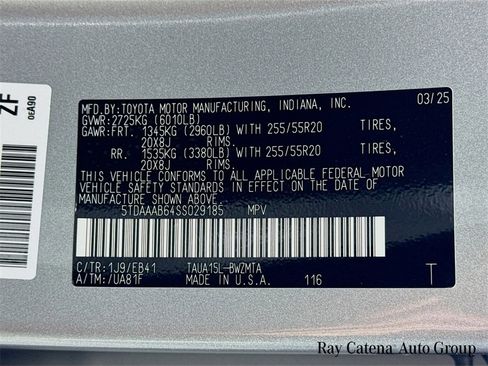 ZF
0EA90
MFD.BY:TOYOTA MOTOR MANUFACTURING, INDIANA, INC. 03/25
GVWR:2725KG (6010LB)
GAWR:FRT. 1345KG (2960LB) WITH 255/55R20 TIRES,
20X8J RIMS.
RR. 1535KG (3380LB) WITH 255/55R20 TIRES,
20X8J RIMS.
THIS VEHICLE CONFORMS TO ALL APPLICABLE FEDERAL MOTOR
VEHICLE SAFETY STANDARDS IN EFFECT ON THE DATE OF
MANUFACTURE SHOWN ABOVE.
5TDAAAB64SS029185 MPV
C/TR:1J9/EB41 TAUA15L-BWZMTA
A/TM:/UA81F MADE IN U.S.A. 116 T
Ray Catena Auto Group